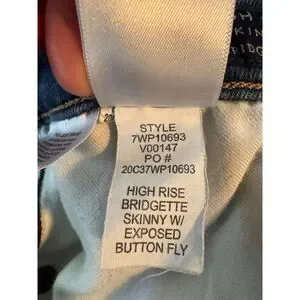 STYLE
7WP10693
V00147
PO #
20C37WP10693
HIGH RISE
BRIDGETTE
SKINNY W/
EXPOSED
BUTTON FLY